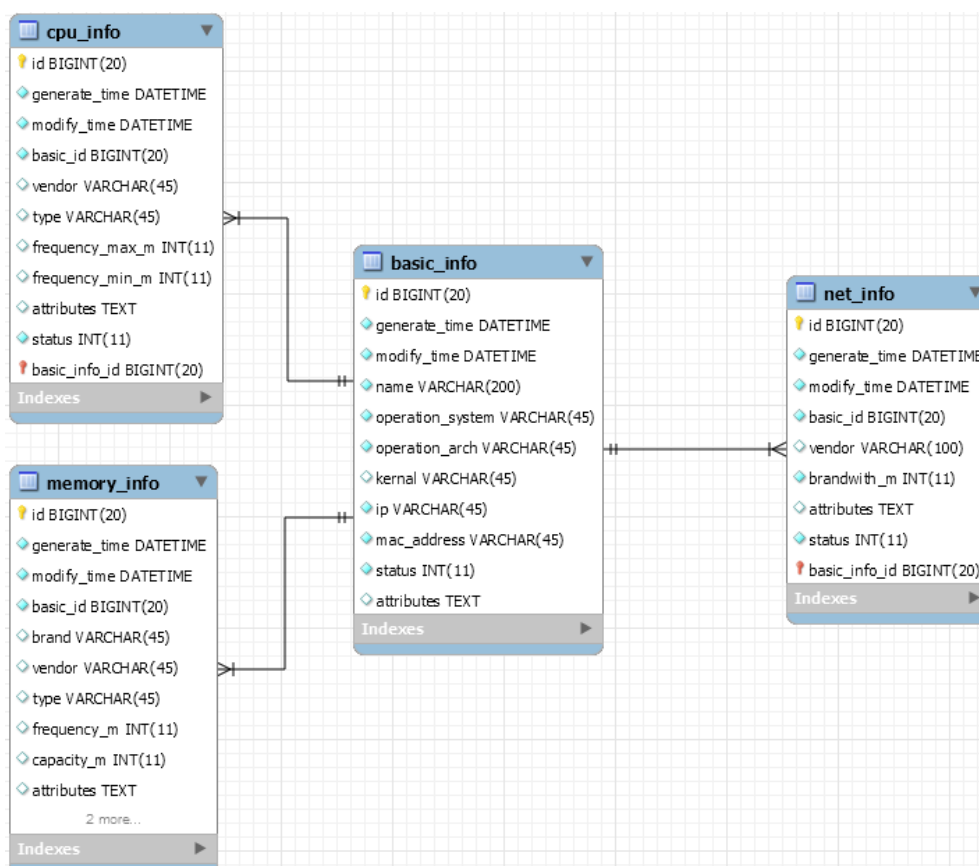 cpu_info
id BIGINT(20)
generate_time DATETIME
modify_time DATETIME
basic_id BIGINT(20)
vendor VARCHAR(45)
type VARCHAR(45)
frequency_max_m INT(11)
frequency_min_m INT(11)
attributes TEXT
status INT(11)
basic_info_id BIGINT(20)
Indexes
memory_info
id BIGINT(20)
generate_time DATETIME
modify_time DATETIME
basic_id BIGINT(20)
brand VARCHAR(45)
vendor VARCHAR(45)
type VARCHAR(45)
frequency_m INT(11)
capacity_m INT(11)
attributes TEXT
2 more...
Indexes
basic_info
id BIGINT(20)
generate_time DATETIME
modify_time DATETIME
name VARCHAR(200)
operation_system VARCHAR(45)
operation_arch VARCHAR(45)
kernal VARCHAR(45)
ip VARCHAR(45)
mac_address VARCHAR(45)
status INT(11)
attributes TEXT
Indexes
net_info
id BIGINT(20)
generate_time DATETIME
modify_time DATETIME
basic_id BIGINT(20)
vendor VARCHAR(100)
brandwith_m INT(11)
attributes TEXT
status INT(11)
basic_info_id BIGINT(20)
Indexes